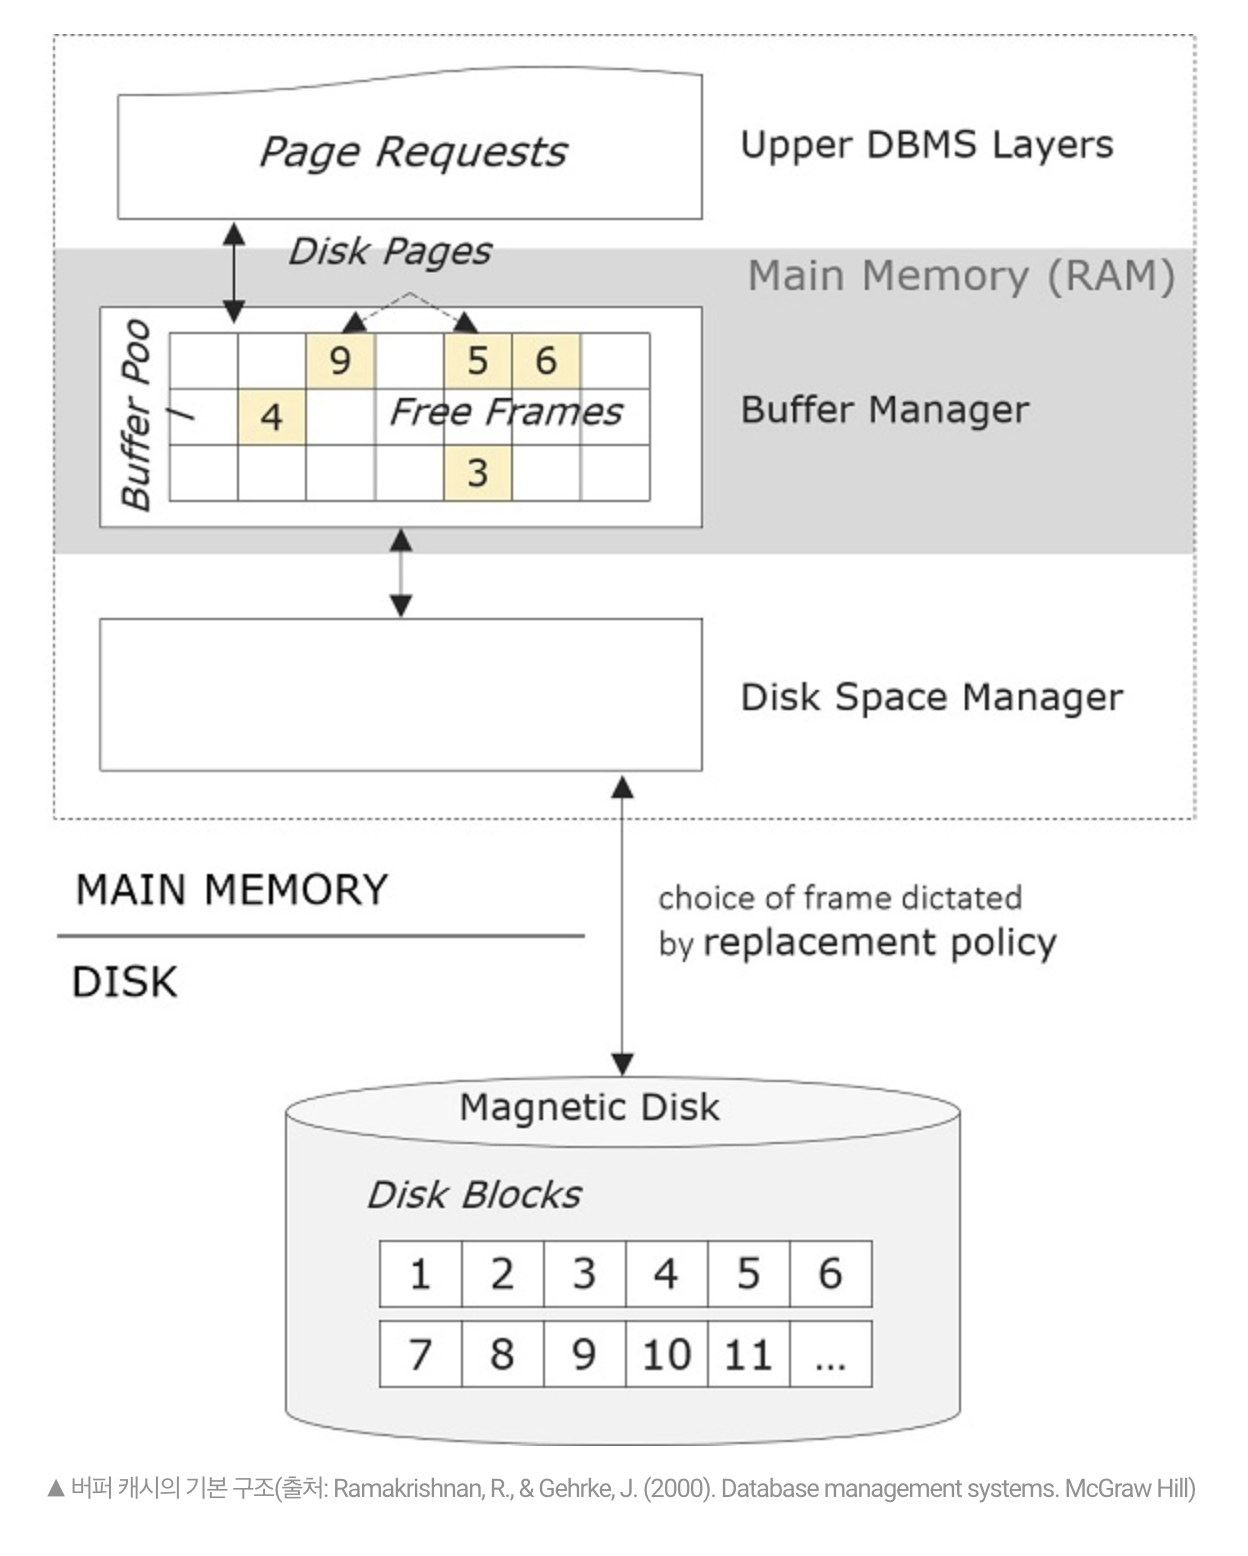 Page Requests
Upper DBMS Layers
Disk Pages
Main Memory (RAM)
Buffer Poo
l
9 5 6
4 Free Frames
3
Buffer Manager
Disk Space Manager
MAIN MEMORY
DISK
choice of frame dictated
by replacement policy
Magnetic Disk
Disk Blocks
1 2 3 4 5 6
7 8 9 10 11 ...
▲ 버퍼 캐시의 기본 구조(출처: Ramakrishnan, R., & Gehrke, J. (2000). Database management systems. McGraw Hill)